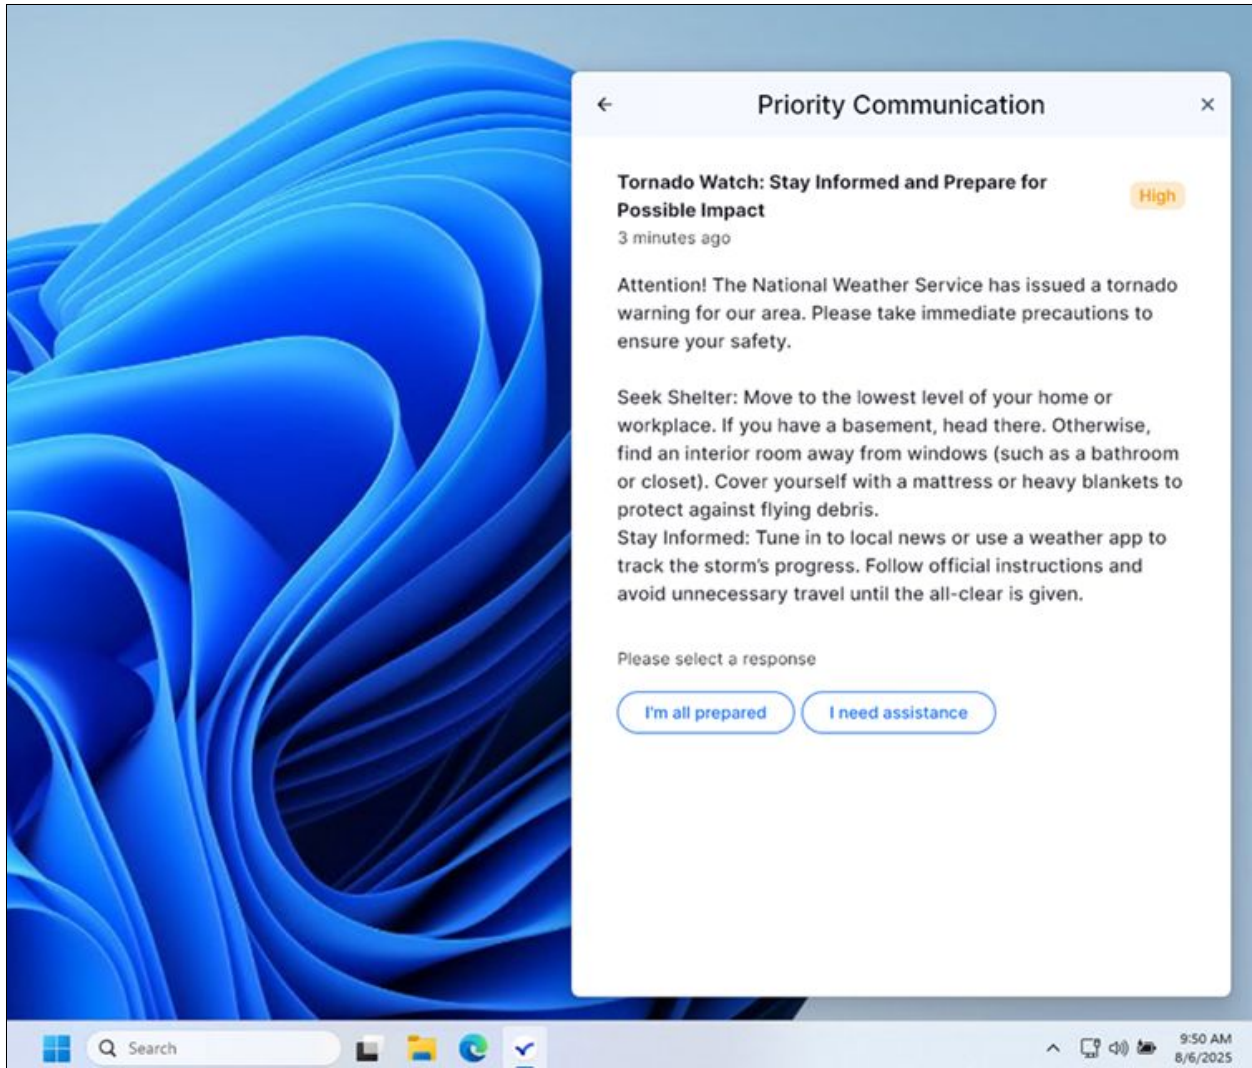 Priority Communication
Tornado Watch: Stay Informed and Prepare for
Possible Impact
High
3 minutes ago
Attention! The National Weather Service has issued a tornado
warning for our area. Please take immediate precautions to
ensure your safety.
Seek Shelter: Move to the lowest level of your home or
workplace. If you have a basement, head there. Otherwise,
find an interior room away from windows (such as a bathroom
or closet). Cover yourself with a mattress or heavy blankets to
protect against flying debris.
Stay Informed: Tune in to local news or use a weather app to
track the storm’s progress. Follow official instructions and
avoid unnecessary travel until the all-clear is given.
Please select a response
I'm all prepared
I need assistance
Search
9:50 AM
8/6/2025